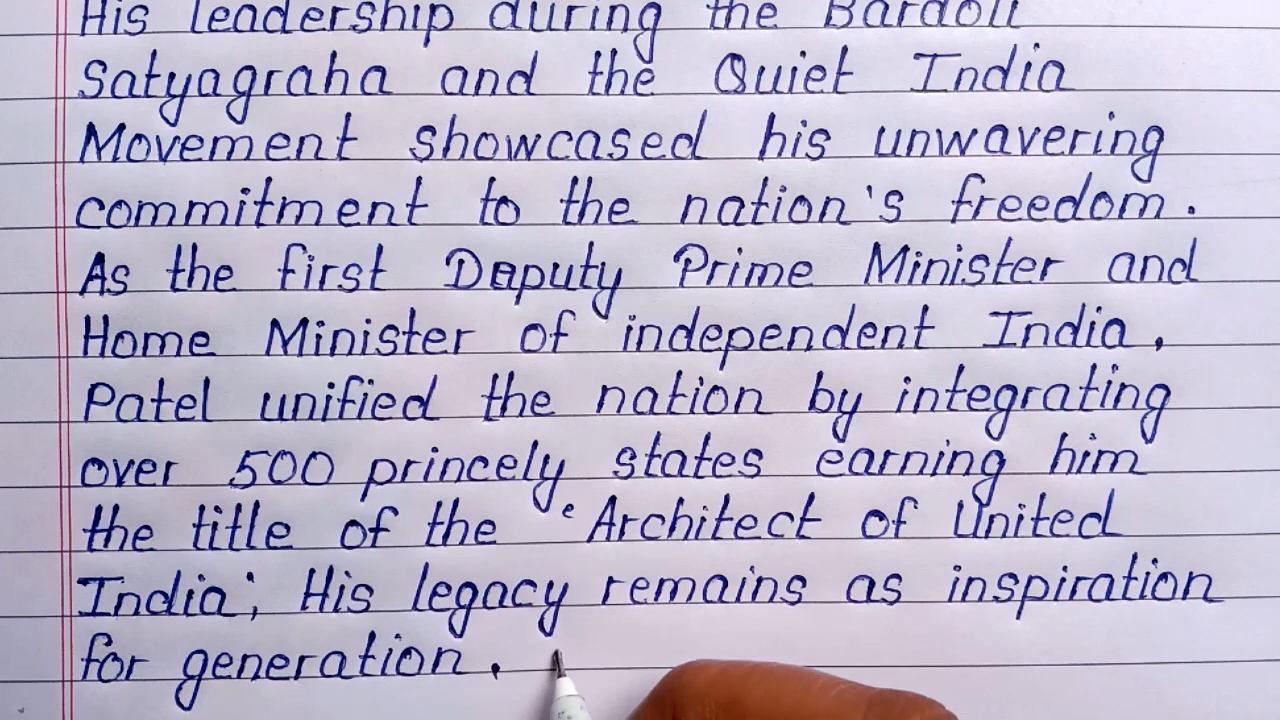 His leadership during the Bardoli
Satyagraha and the Quiet India
Movement showcased his unwavering
commitment to the nation's freedom.
As the first Deputy Prime Minister and
Home Minister of independent India,
Patel unified the nation by integrating
over 500 princely states earning him
the title of the ‘Architect of United
India’; His legacy remains as inspiration
for generation.